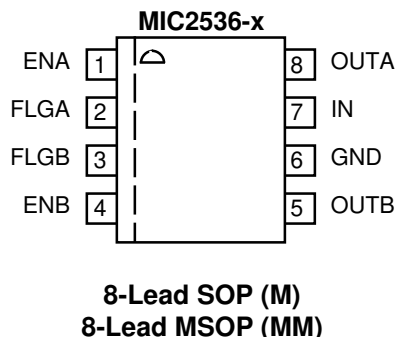 MIC2536-x
ENA 1 8 OUTA
FLGA 2 7 IN
FLGB 3 6 GND
ENB 4 5 OUTB
8-Lead SOP (M)
8-Lead MSOP (MM)